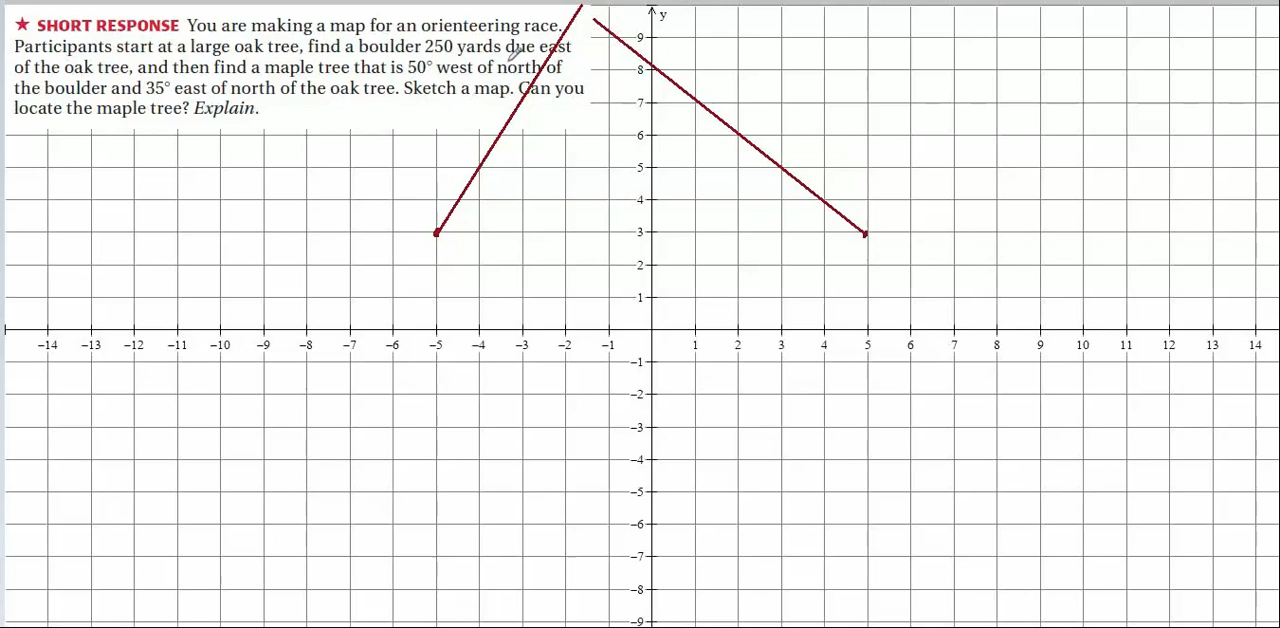 ★ SHORT RESPONSE You are making a map for an orienteering race.
Participants start at a large oak tree, find a boulder 250 yards due east
of the oak tree, and then find a maple tree that is 50° west of north of
the boulder and 35° east of north of the oak tree. Sketch a map. Can you
locate the maple tree? Explain.
y
9
8
7
6
5
4
3
2
1
−14 −13 −12 −11 −10 −9 −8 −7 −6 −5 −4 −3 −2 −1 1 2 3 4 5 6 7 8 9 10 11 12 13 14
−1
−2
−3
−4
−5
−6
−7
−8
−9